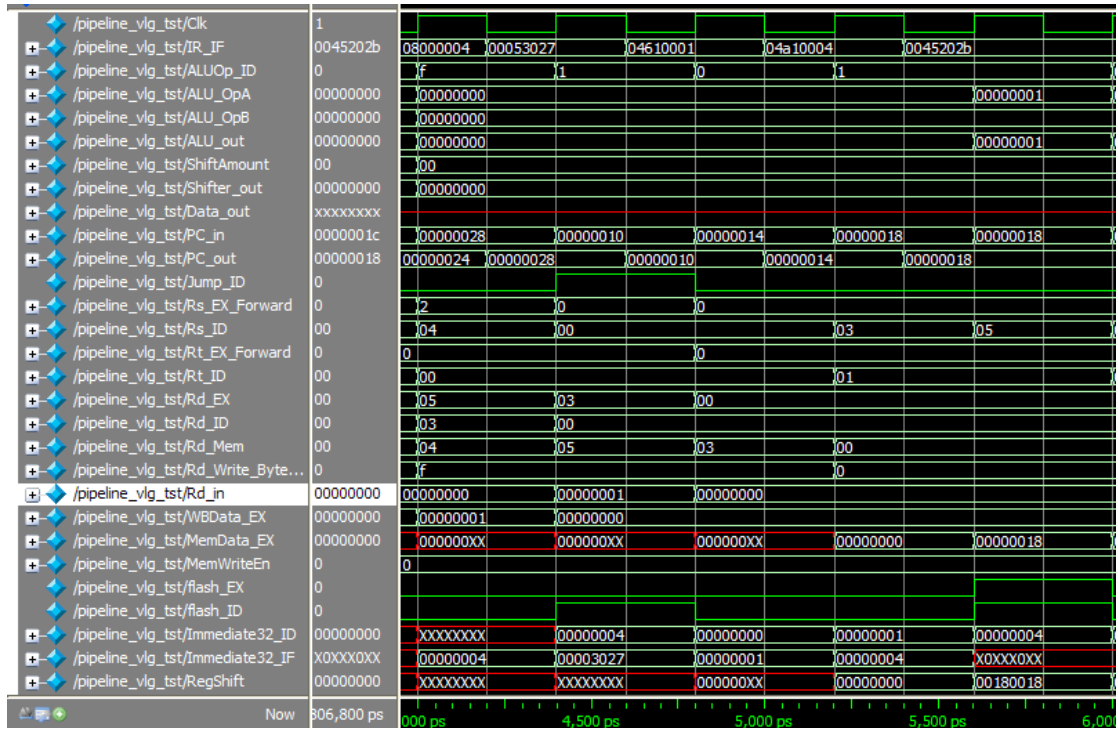 /pipeline_vlg_tst/Clk 1
/pipeline_vlg_tst/IR_IF 0045202b 08000004 00053027 04610001 04a10004 0045202b
/pipeline_vlg_tst/ALUOp_ID 0 f 1 0 1
/pipeline_vlg_tst/ALU_OpA 00000000 00000000 00000001
/pipeline_vlg_tst/ALU_OpB 00000000 00000000
/pipeline_vlg_tst/ALU_out 00000000 00000000 00000001
/pipeline_vlg_tst/ShiftAmount 00 00
/pipeline_vlg_tst/Shifter_out 00000000 00000000
/pipeline_vlg_tst/Data_out xxxxxxxx
/pipeline_vlg_tst/PC_in 0000001c 00000028 00000010 00000014 00000018 00000018
/pipeline_vlg_tst/PC_out 00000018 00000024 00000028 00000010 00000014 00000018
/pipeline_vlg_tst/Jump_ID 0
/pipeline_vlg_tst/Rs_EX_Forward 0 2 0 0
/pipeline_vlg_tst/Rs_ID 00 04 00 03 05
/pipeline_vlg_tst/Rt_EX_Forward 0 0 0
/pipeline_vlg_tst/Rt_ID 00 00 01
/pipeline_vlg_tst/Rd_EX 00 05 03 00
/pipeline_vlg_tst/Rd_ID 00 03 00
/pipeline_vlg_tst/Rd_Mem 00 04 05 03 00
/pipeline_vlg_tst/Rd_Write_Byte... 0 f 0
/pipeline_vlg_tst/Rd_in 00000000 00000000 00000001 00000000
/pipeline_vlg_tst/WBData_EX 00000000 00000001 00000000
/pipeline_vlg_tst/MemData_EX 00000000 000000XX 000000XX 000000XX 00000000 00000018
/pipeline_vlg_tst/MemWriteEn 0 0
/pipeline_vlg_tst/flash_EX 0
/pipeline_vlg_tst/flash_ID 0
/pipeline_vlg_tst/Immediate32_ID 00000000 XXXXXXXX 00000004 00000000 00000001 00000004
/pipeline_vlg_tst/Immediate32_IF X0XXX0XX 00000004 00003027 00000001 00000004 X0XXX0XX
/pipeline_vlg_tst/RegShift 00000000 XXXXXXXX XXXXXXXX 000000XX 00000000 00180018
Now 806,800 ps 000 ps 4,500 ps 5,000 ps 5,500 ps 6,000